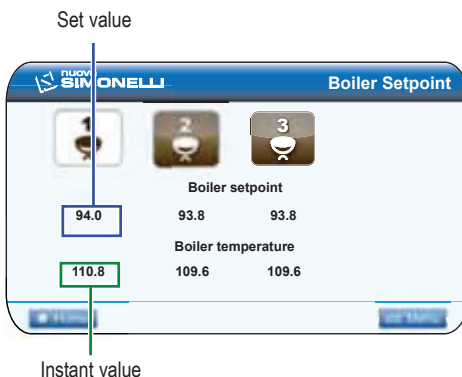 Set value
nuova
SIMONELLI Boiler Setpoint
1 2 3
Boiler setpoint
94.0 93.8 93.8
Boiler temperature
110.8 109.6 109.6
Instant value